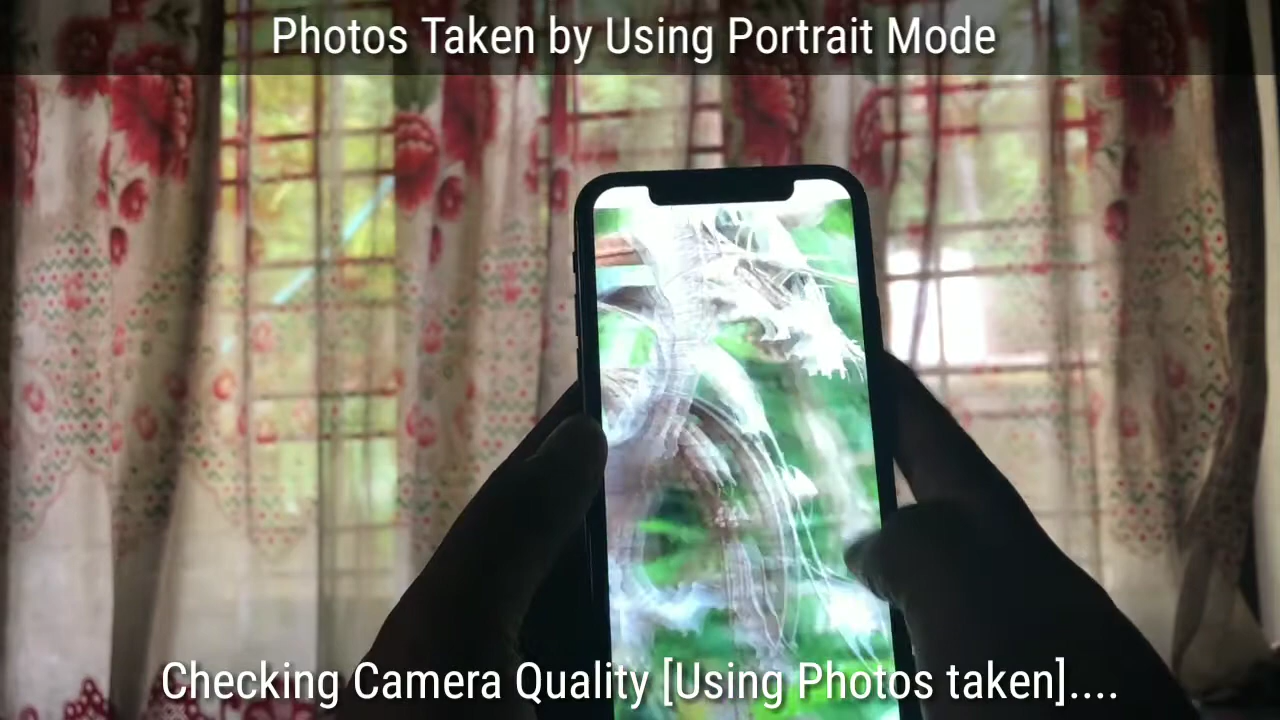 Photos Taken by Using Portrait Mode
Checking Camera Quality [Using Photos taken]....